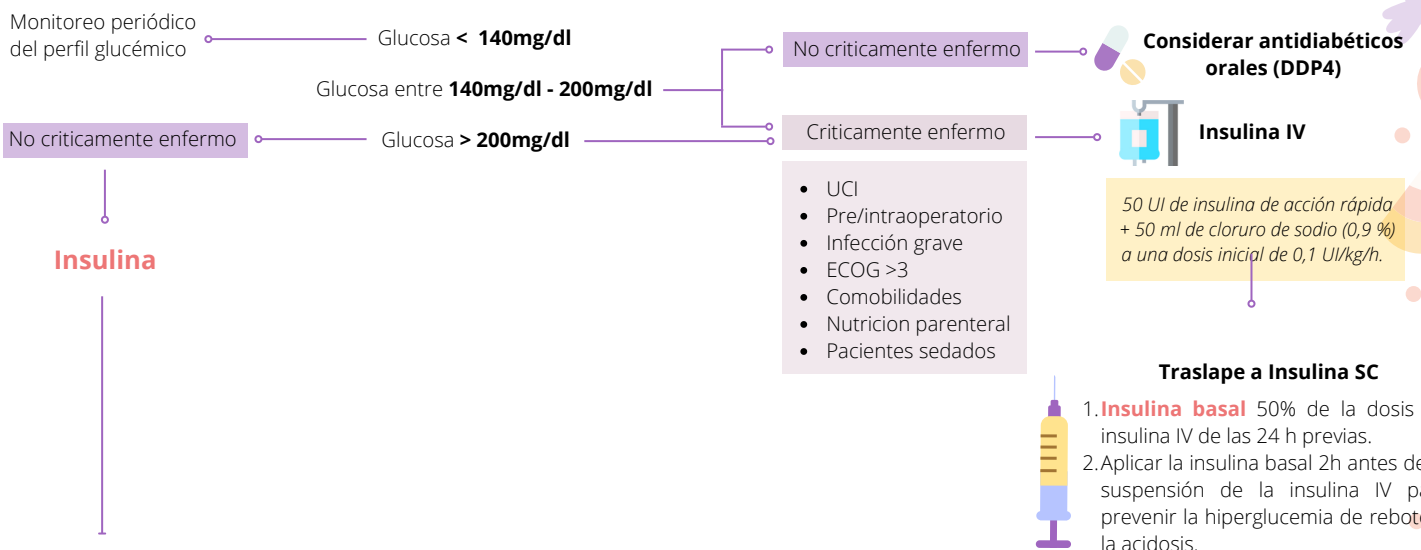 Monitoreo periódico
del perfil glucémico
Glucosa < 140mg/dl
Glucosa entre 140mg/dl - 200mg/dl
No criticamente enfermo
Glucosa > 200mg/dl
No criticamente enfermo
Considerar antidiabéticos
orales (DDP4)
Criticamente enfermo
Insulina IV
• UCI
• Pre/intraoperatorio
• Infección grave
• ECOG >3
• Comobilidades
• Nutricion parenteral
• Pacientes sedados
50 UI de insulina de acción rápida
+ 50 ml de cloruro de sodio (0,9 %)
a una dosis inicial de 0,1 UI/kg/h.
Insulina
Traslape a Insulina SC
1. Insulina basal 50% de la dosis
insulina IV de las 24 h previas.
2. Aplicar la insulina basal 2h antes de
suspensión de la insulina IV
prevenir la hiperglucemia de rebote
la acidosis.